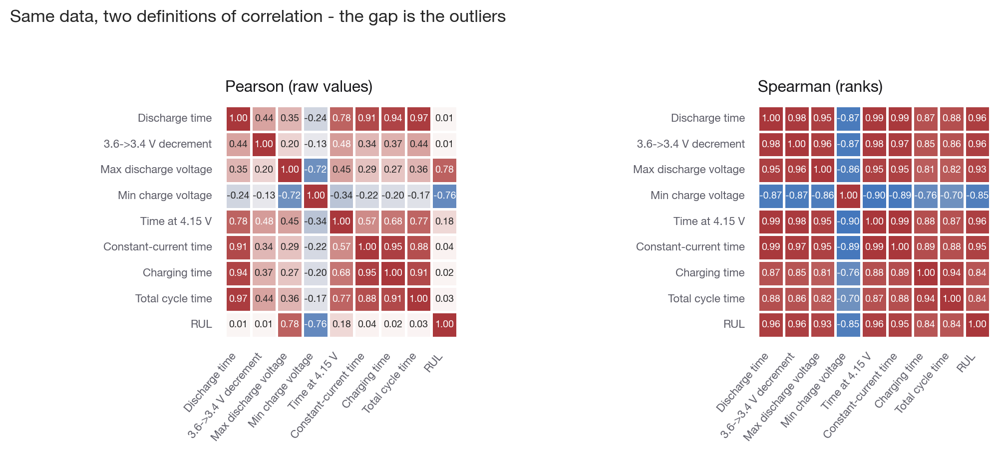 Same data, two definitions of correlation - the gap is the outliers
Pearson (raw values)
Discharge time 1.00 0.44 0.35 -0.24 0.78 0.91 0.94 0.97 0.01
3.6->3.4 V decrement 0.44 1.00 0.20 -0.13 0.48 0.34 0.37 0.44 0.01
Max discharge voltage 0.35 0.20 1.00 -0.72 0.45 0.29 0.27 0.36 0.78
Min charge voltage -0.24 -0.13 -0.72 1.00 -0.34 -0.22 -0.20 -0.17 -0.76
Time at 4.15 V 0.78 0.48 0.45 -0.34 1.00 0.57 0.68 0.77 0.18
Constant-current time 0.91 0.34 0.29 -0.22 0.57 1.00 0.95 0.88 0.04
Charging time 0.94 0.37 0.27 -0.20 0.68 0.95 1.00 0.91 0.02
Total cycle time 0.97 0.44 0.36 -0.17 0.77 0.88 0.91 1.00 0.03
RUL 0.01 0.01 0.78 -0.76 0.18 0.04 0.02 0.03 1.00
Discharge time
3.6->3.4 V decrement
Max discharge voltage
Min charge voltage
Time at 4.15 V
Constant-current time
Charging time
Total cycle time
RUL
Spearman (ranks)
Discharge time 1.00 0.98 0.95 -0.87 0.99 0.99 0.87 0.88 0.96
3.6->3.4 V decrement 0.98 1.00 0.96 -0.87 0.98 0.97 0.85 0.86 0.96
Max discharge voltage 0.95 0.96 1.00 -0.86 0.95 0.95 0.81 0.82 0.93
Min charge voltage -0.87 -0.87 -0.86 1.00 -0.90 -0.89 -0.76 -0.70 -0.85
Time at 4.15 V 0.99 0.98 0.95 -0.90 1.00 0.99 0.88 0.87 0.96
Constant-current time 0.99 0.97 0.95 -0.89 0.99 1.00 0.89 0.88 0.95
Charging time 0.87 0.85 0.81 -0.76 0.88 0.89 1.00 0.94 0.84
Total cycle time 0.88 0.86 0.82 -0.70 0.87 0.88 0.94 1.00 0.84
RUL 0.96 0.96 0.93 -0.85 0.96 0.95 0.84 0.84 1.00
Discharge time
3.6->3.4 V decrement
Max discharge voltage
Min charge voltage
Time at 4.15 V
Constant-current time
Charging time
Total cycle time
RUL